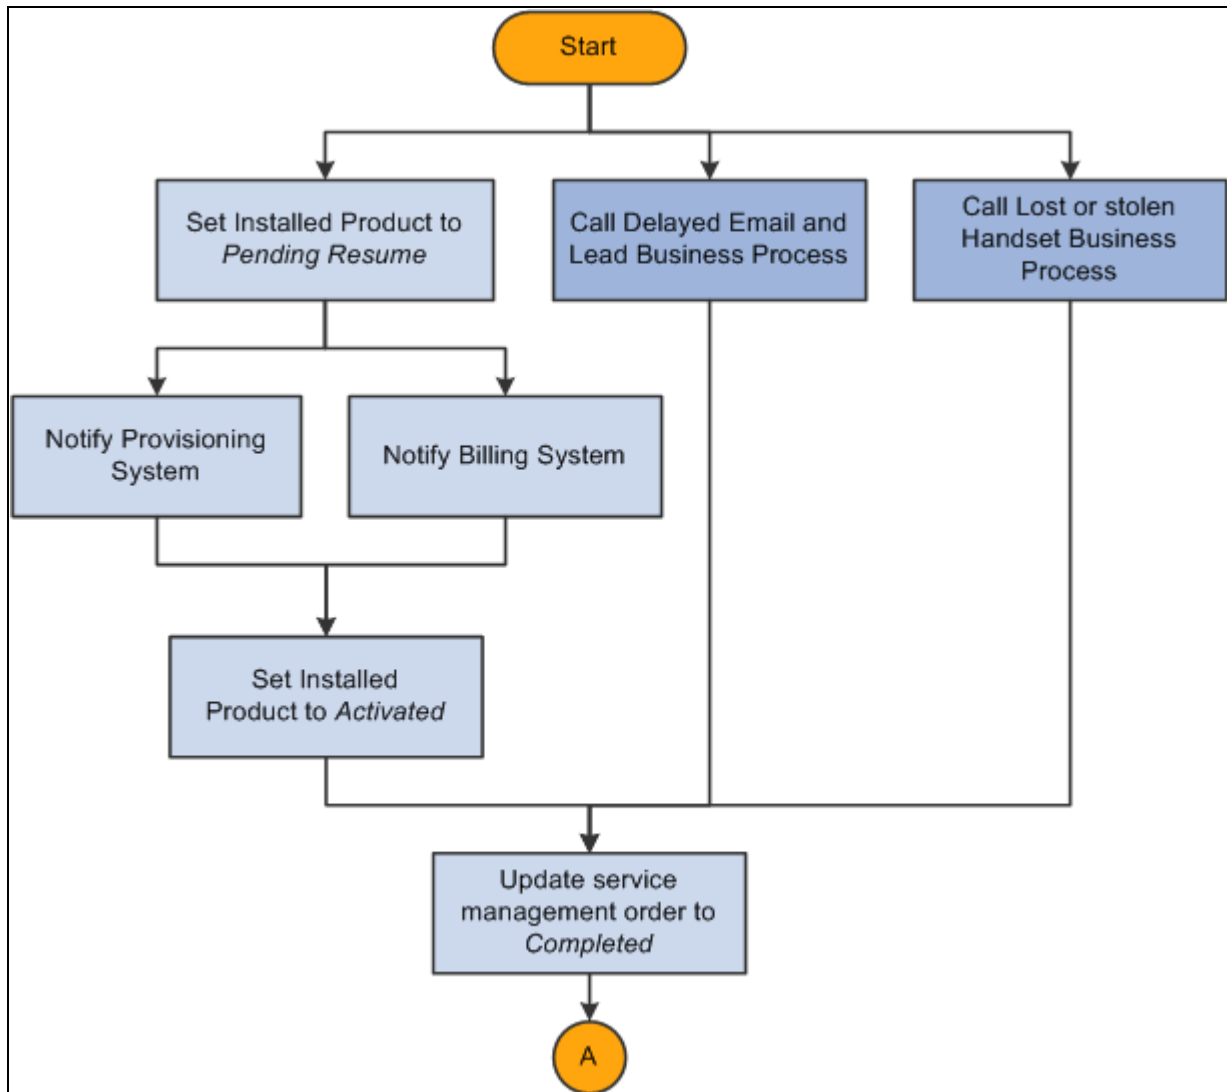 Start
Set Installed Product to
Pending Resume
Call Delayed Email and
Lead Business Process
Call Lost or stolen
Handset Business
Process
Notify Provisioning
System
Notify Billing System
Set Installed
Product to Activated
Update service
management order to
Completed
A